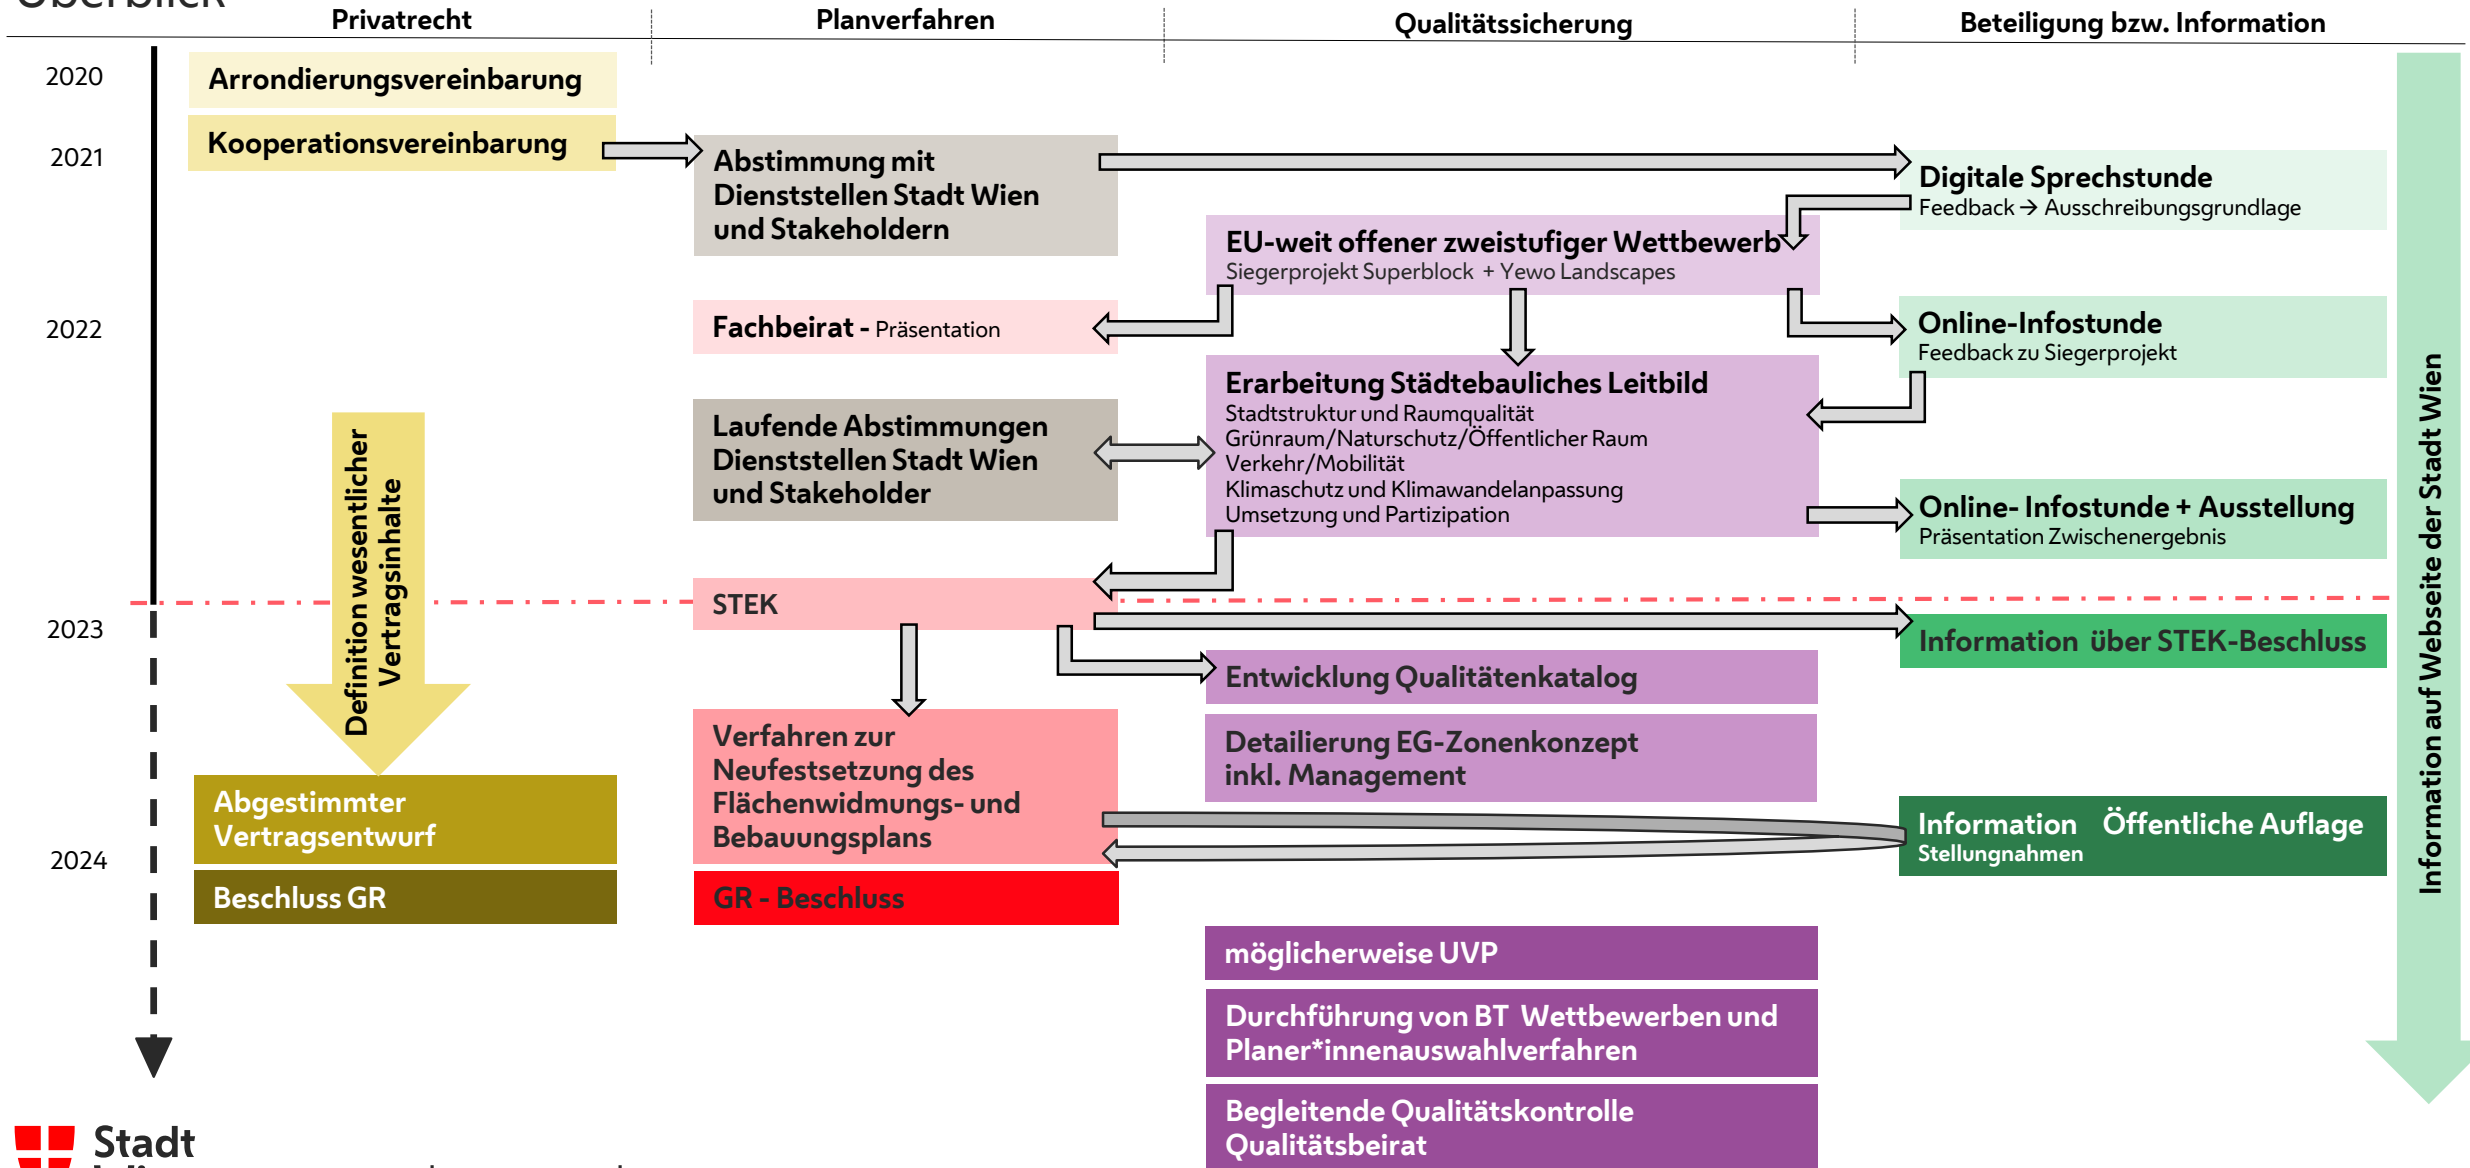 Überblick
Privatrecht
Planverfahren
Qualitätssicherung
Beteiligung bzw. Information
2020
2021
2022
2023
2024
Arrondierungsvereinbarung
Kooperationsvereinbarung
Definition wesentlicher
Vertragsinhalte
Abgestimmter
Vertragsentwurf
Beschluss GR
Abstimmung mit
Dienststellen Stadt Wien
und Stakeholdern
Fachbeirat - Präsentation
Laufende Abstimmungen
Dienststellen Stadt Wien
und Stakeholder
STEK
Verfahren zur
Neufestsetzung des
Flächenwidmungs- und
Bebauungsplans
GR - Beschluss
EU-weit offener zweistufiger Wettbewerb
Siegerprojekt Superblock + Yewo Landscapes
Erarbeitung Städtebauliches Leitbild
Stadtstruktur und Raumqualität
Grünraum/Naturschutz/Öffentlicher Raum
Verkehr/Mobilität
Klimaschutz und Klimawandelanpassung
Umsetzung und Partizipation
Entwicklung Qualitätenkatalog
Detailierung EG-Zonenkonzept
inkl. Management
möglicherweise UVP
Durchführung von BT Wettbewerben und
Planer*innenauswahlverfahren
Begleitende Qualitätskontrolle
Qualitätsbeirat
Digitale Sprechstunde
Feedback → Ausschreibungsgrundlage
Online-Infostunde
Feedback zu Siegerprojekt
Online- Infostunde + Ausstellung
Präsentation Zwischenergebnis
Information über STEK-Beschluss
Information Öffentliche Auflage
Stellungnahmen
Information auf Webseite der Stadt Wien
Stadt